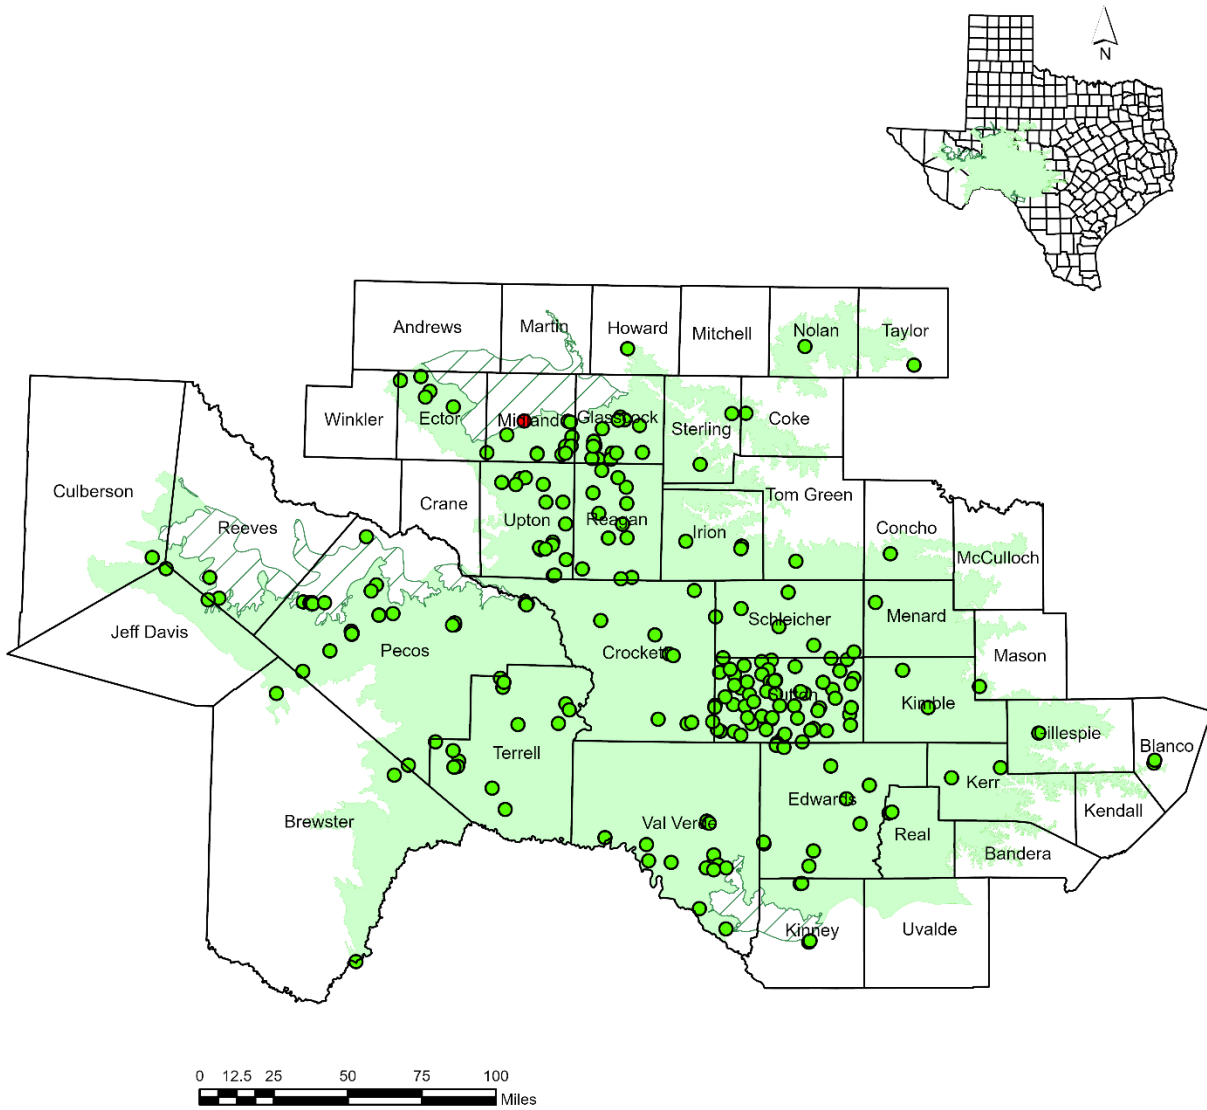 N
Andrews
Martin
Howard
Mitchell
Nolan
Taylor
Winkler
Ector
Midland
Glasscock
Sterling
Coke
Culberson
Reeves
Crane
Upton
Reagan
Irion
Tom Green
Concho
McCulloch
Jeff Davis
Pecos
Crockett
Schleicher
Menard
Mason
Sutton
Kimble
Gillespie
Blanco
Terrell
Brewster
Val Verde
Edwards
Real
Kerr
Kendall
Bandera
Kinney
Uvalde
0 12.5 25 50 75 100
Miles